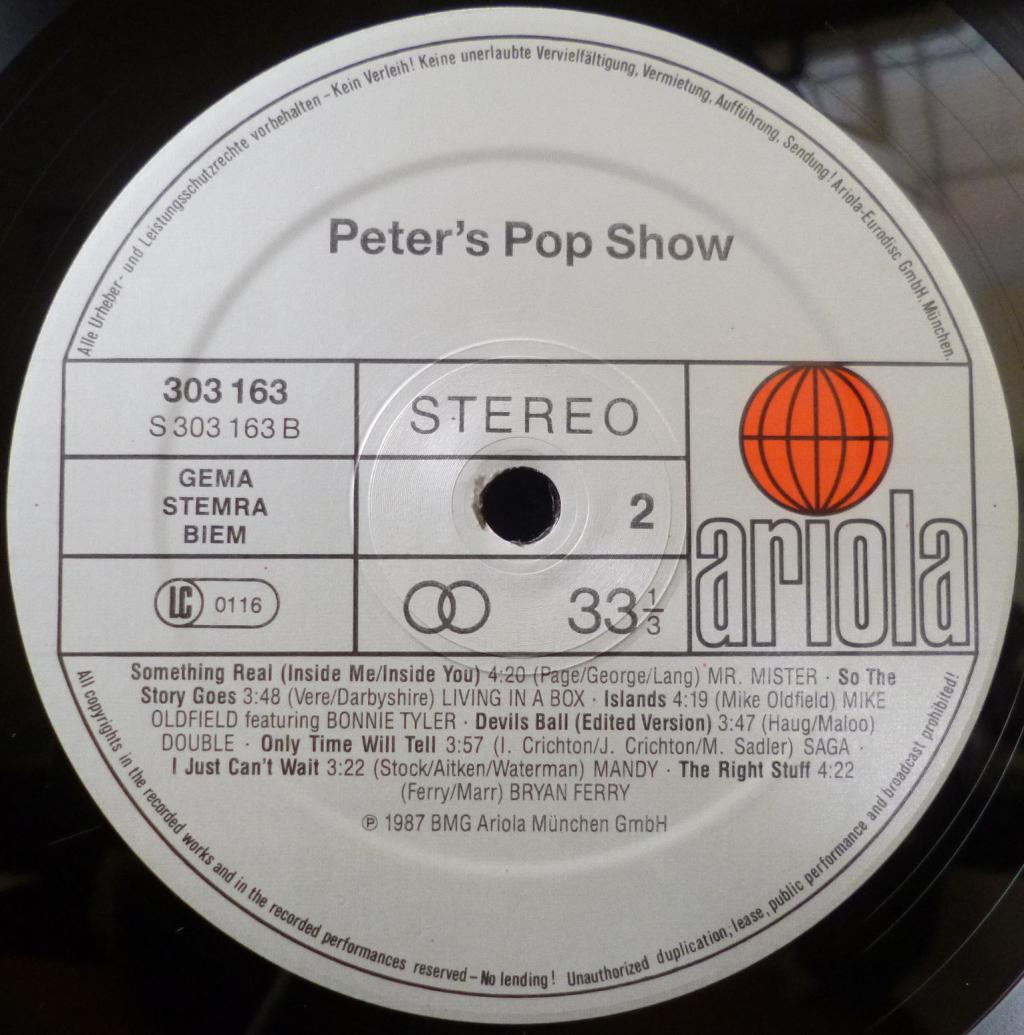 Alle Urheber- und Leistungsschutzrechte vorbehalten – Kein Verleih! Keine unerlaubte Vervielfältigung, Vermietung, Aufführung, Sendung! Ariola-Eurodisc GmbH, München.
Peter's Pop Show
303 163
S 303 163 B
STEREO
GEMA
STEMRA
BIEM
2
LC 0116
33 1/3
ariola
Something Real (Inside Me/Inside You) 4:20 (Page/George/Lang) MR. MISTER · So The
Story Goes 3:48 (Vere/Darbyshire) LIVING IN A BOX · Islands 4:19 (Mike Oldfield) MIKE
OLDFIELD featuring BONNIE TYLER · Devils Ball (Edited Version) 3:47 (Haug/Maloo)
DOUBLE · Only Time Will Tell 3:57 (I. Crichton/J. Crichton/M. Sadler) SAGA ·
I Just Can't Wait 3:22 (Stock/Aitken/Waterman) MANDY · The Right Stuff 4:22
(Ferry/Marr) BRYAN FERRY
℗ 1987 BMG Ariola München GmbH
All copyrights in the recorded works and in the recorded performances reserved – No lending! Unauthorized duplication, lease, public performance and broadcast prohibited!